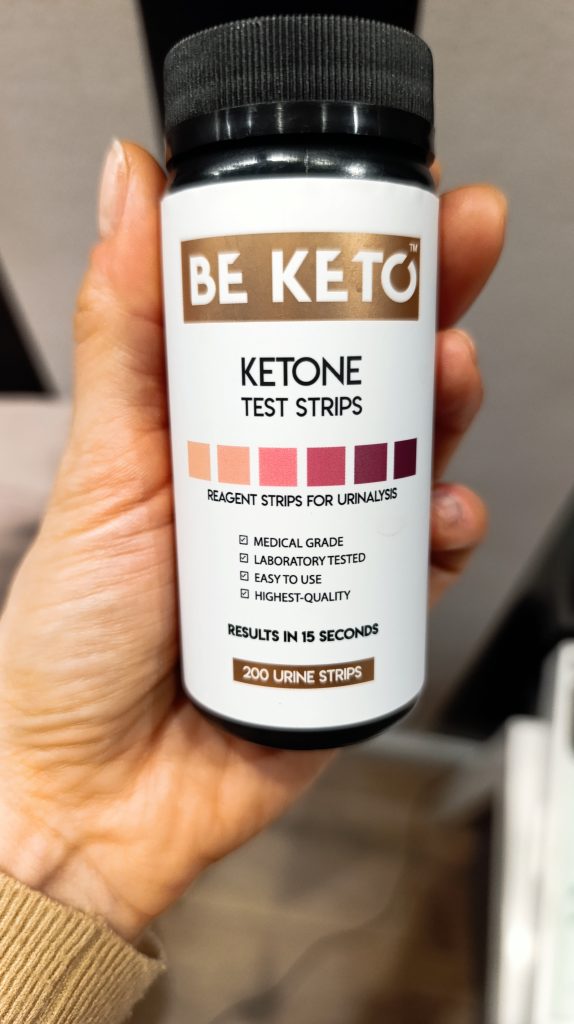 BE KETO™
KETONE
TEST STRIPS
REAGENT STRIPS FOR URINALYSIS
☑ MEDICAL GRADE
☑ LABORATORY TESTED
☑ EASY TO USE
☑ HIGHEST-QUALITY
RESULTS IN 15 SECONDS
200 URINE STRIPS